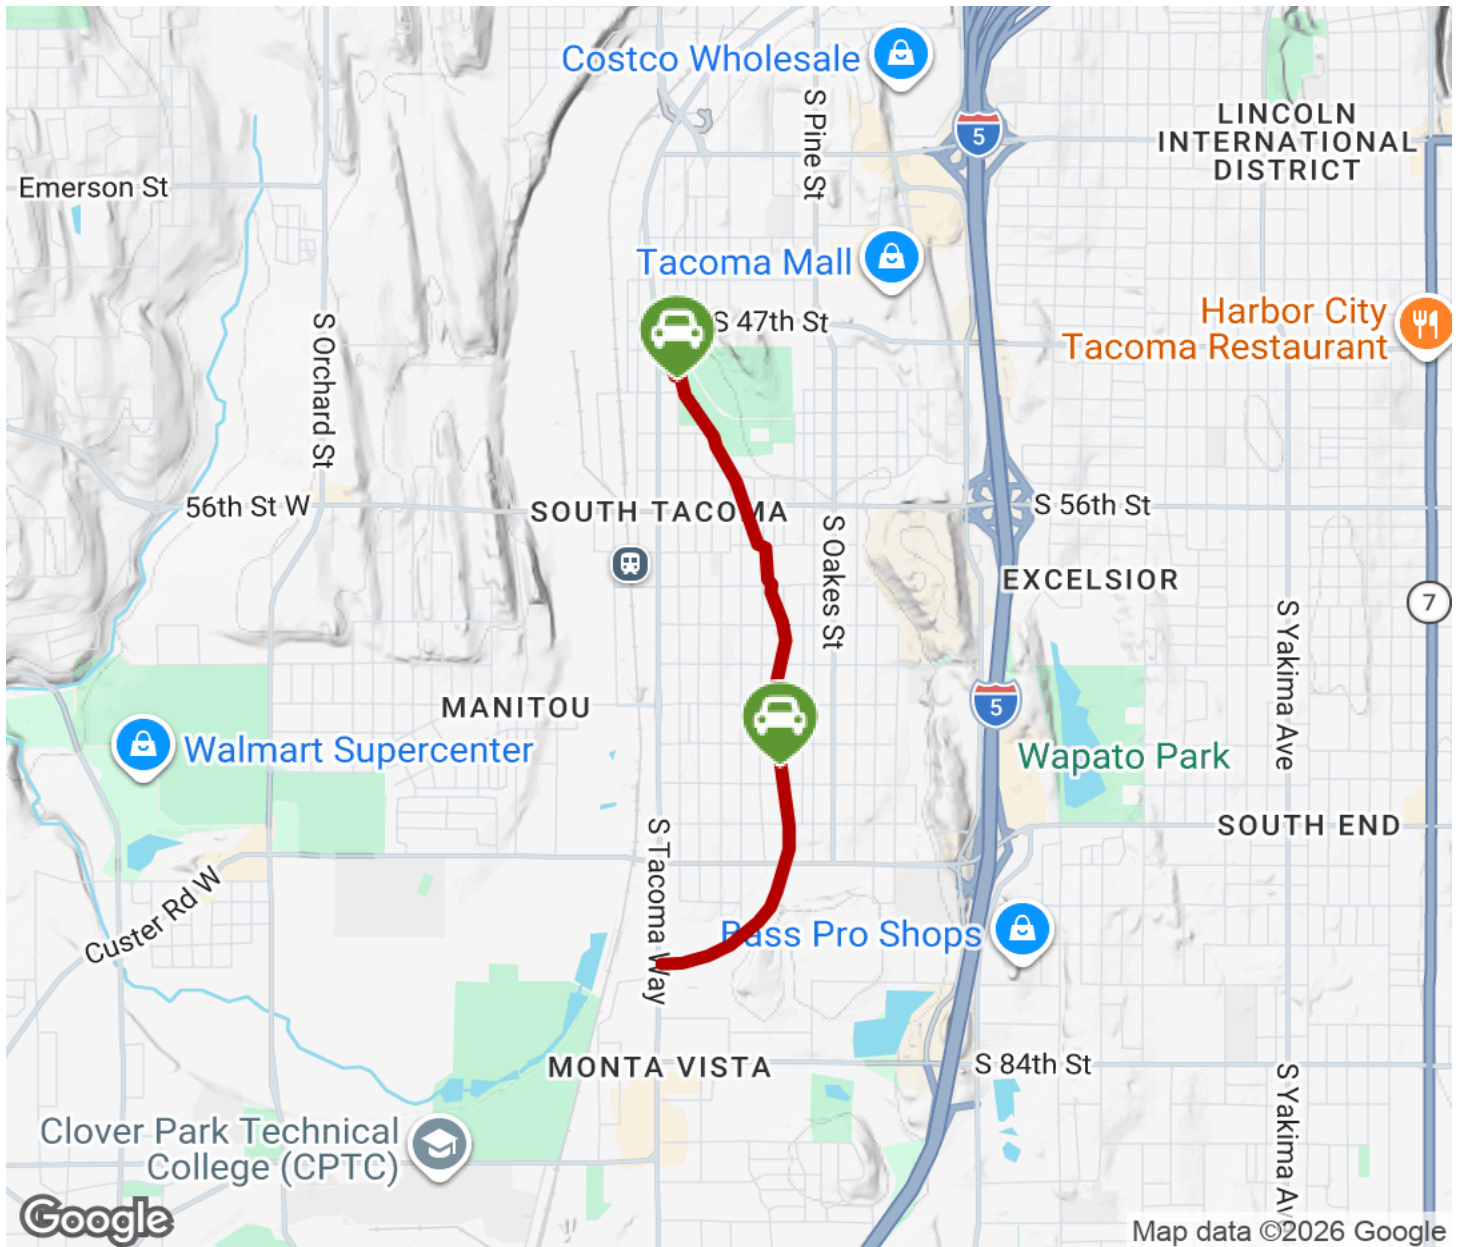 Costco Wholesale
S Pine St
5
LINCOLN
INTERNATIONAL
DISTRICT
Emerson St
Tacoma Mall
S 47th St
Harbor City
Tacoma Restaurant
S Orchard St
56th St W
SOUTH TACOMA
S 56th St
S Oakes St
EXCELSIOR
7
S Yakima Ave
MANITOU
5
Walmart Supercenter
Wapato Park
SOUTH END
S Tacoma Way
Custer Rd W
Bass Pro Shops
MONTA VISTA
S 84th St
S Yakima Av
Clover Park Technical
College (CPTC)
Google
Map data ©2026 Google